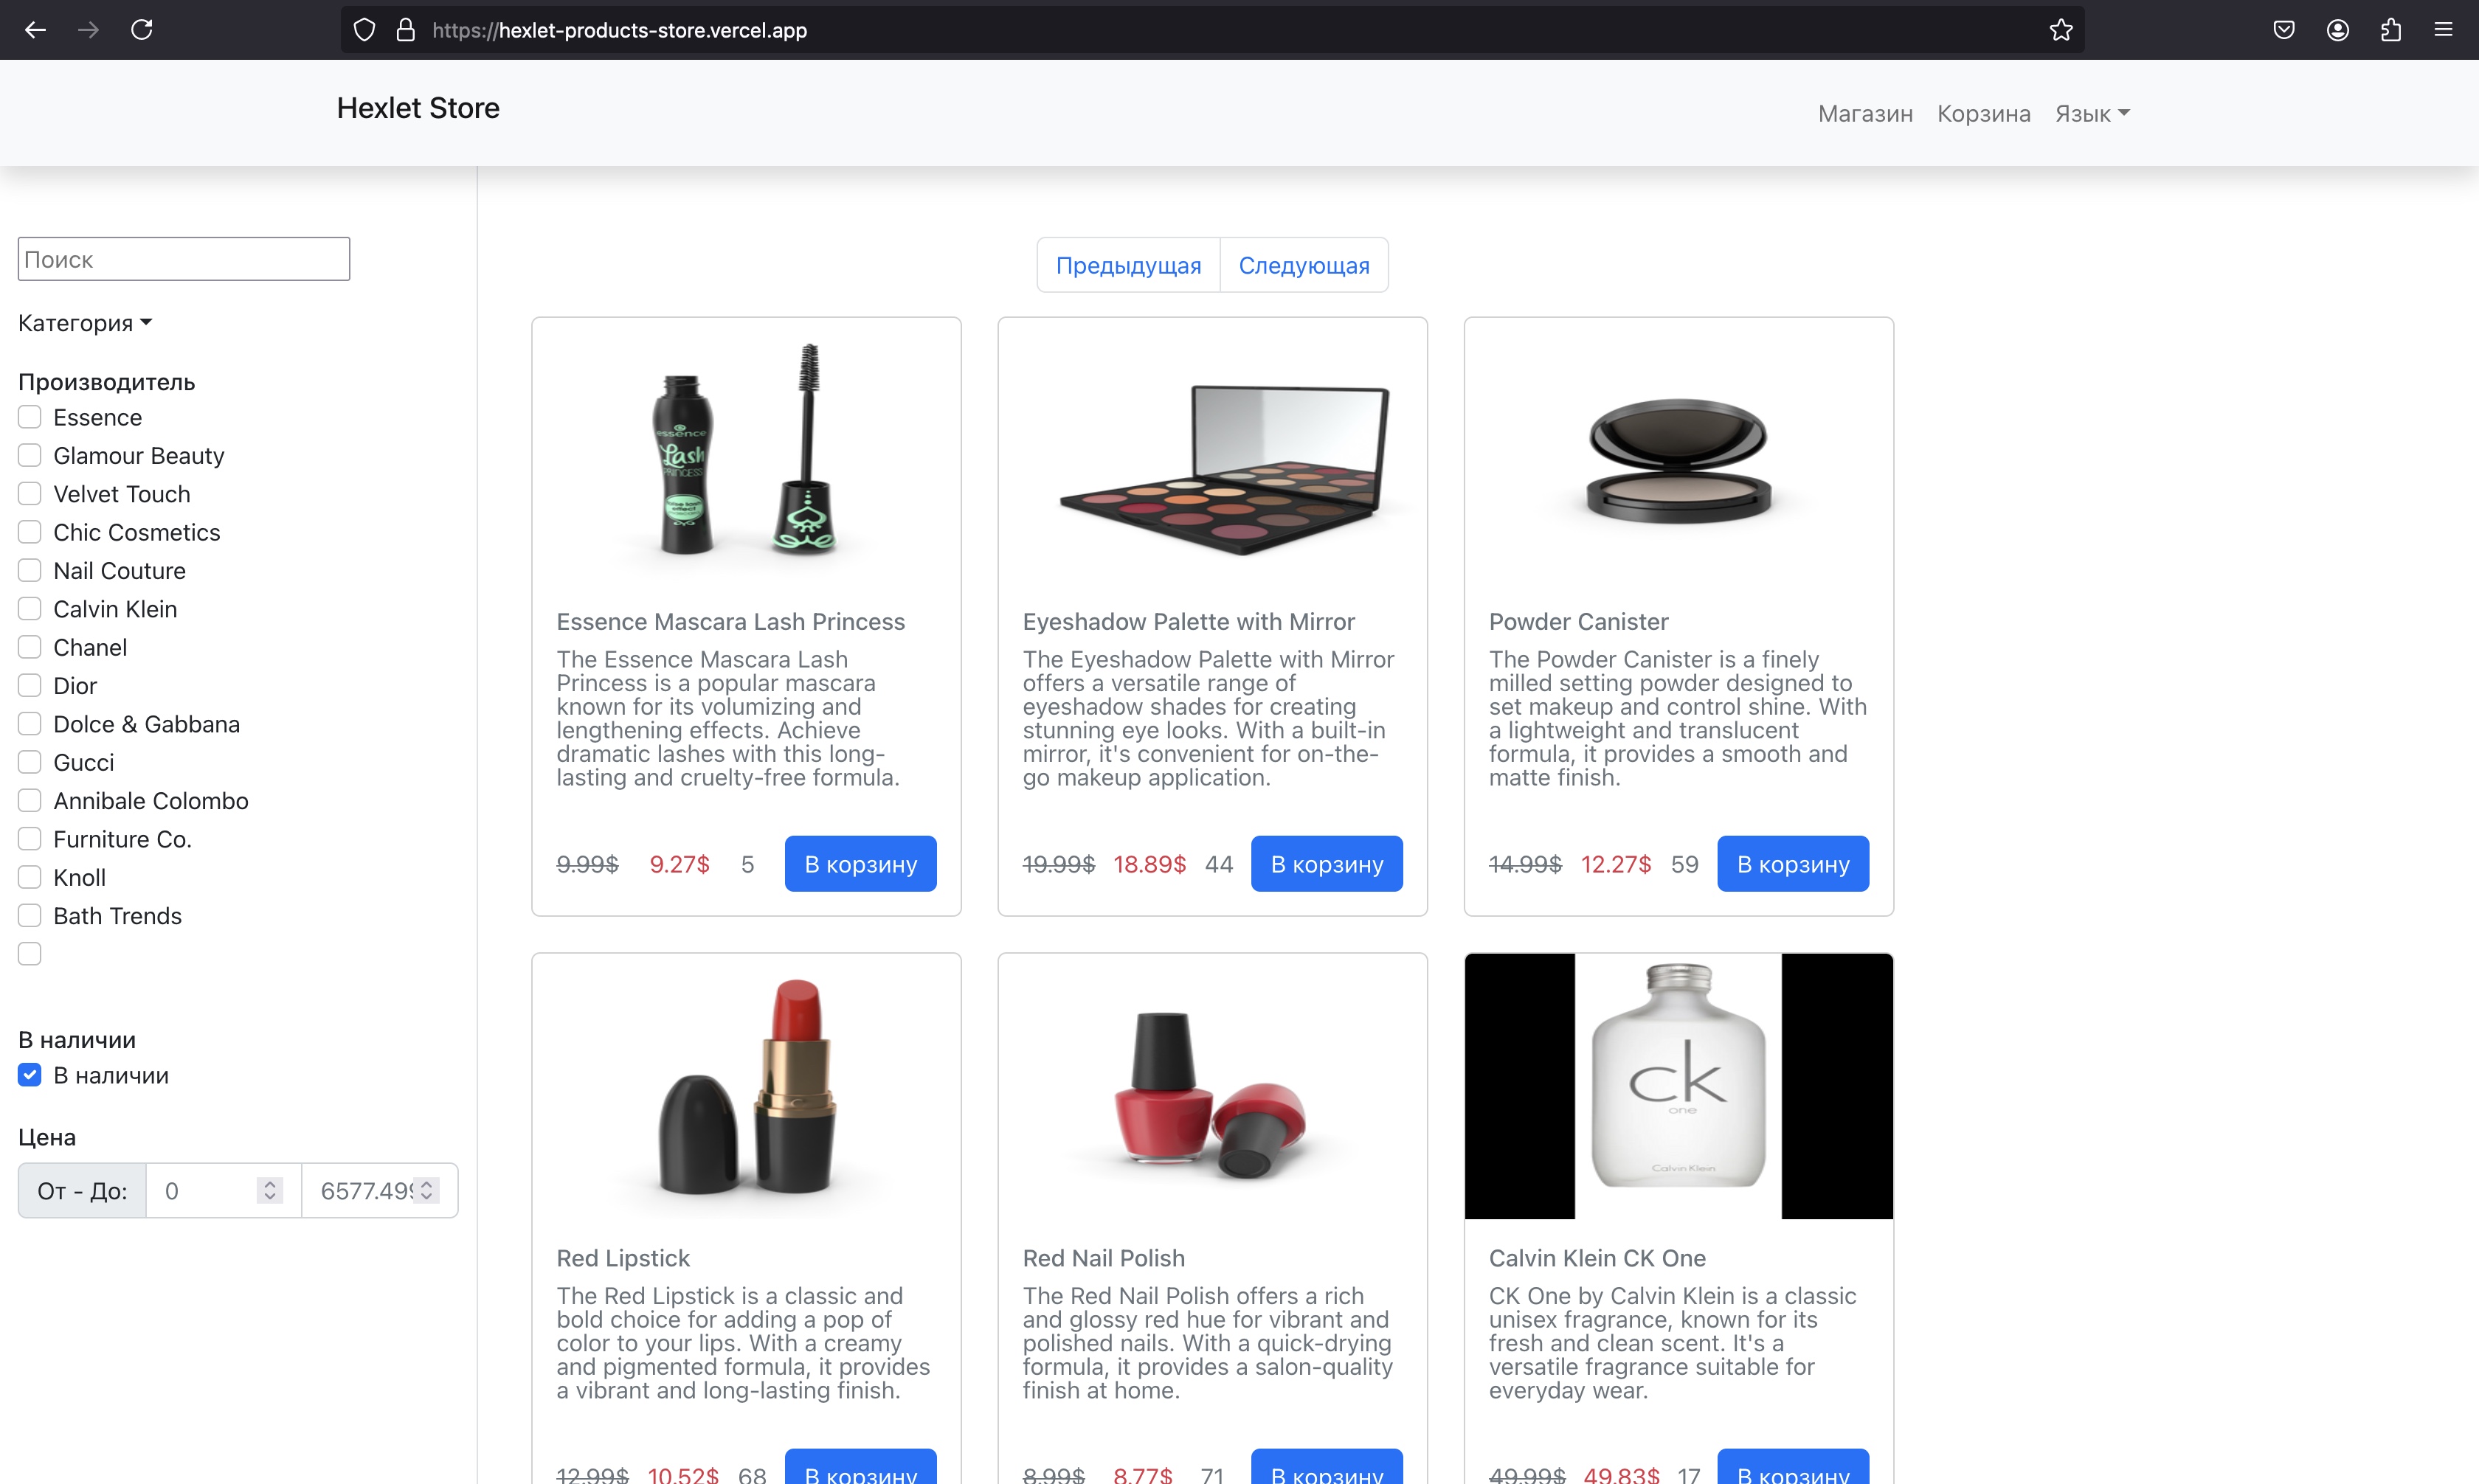 https://hexlet-products-store.vercel.app
Hexlet Store
Магазин
Корзина
Язык
Поиск
Категория
Производитель
Essence
Glamour Beauty
Velvet Touch
Chic Cosmetics
Nail Couture
Calvin Klein
Chanel
Dior
Dolce & Gabbana
Gucci
Annibale Colombo
Furniture Co.
Knoll
Bath Trends
В наличии
В наличии
Цена
От - До:
0
6577.499
Предыдущая
Следующая
essence
Lash
PRINCESS
Essence Mascara Lash Princess
The Essence Mascara Lash
Princess is a popular mascara
known for its volumizing and
lengthening effects. Achieve
dramatic lashes with this long-
lasting and cruelty-free formula.
9.99$ 9.27$ 5 В корзину
Eyeshadow Palette with Mirror
The Eyeshadow Palette with Mirror
offers a versatile range of
eyeshadow shades for creating
stunning eye looks. With a built-in
mirror, it's convenient for on-the-
go makeup application.
19.99$ 18.89$ 44 В корзину
Powder Canister
The Powder Canister is a finely
milled setting powder designed to
set makeup and control shine. With
a lightweight and translucent
formula, it provides a smooth and
matte finish.
14.99$ 12.27$ 59 В корзину
Red Lipstick
The Red Lipstick is a classic and
bold choice for adding a pop of
color to your lips. With a creamy
and pigmented formula, it provides
a vibrant and long-lasting finish.
12.99$ 10.52$ 68 В корзину
Red Nail Polish
The Red Nail Polish offers a rich
and glossy red hue for vibrant and
polished nails. With a quick-drying
formula, it provides a salon-quality
finish at home.
8.99$ 8.77$ 71 В корзину
ck
one
Calvin Klein
Calvin Klein CK One
CK One by Calvin Klein is a classic
unisex fragrance, known for its
fresh and clean scent. It's a
versatile fragrance suitable for
everyday wear.
49.99$ 49.83$ 17 В корзину